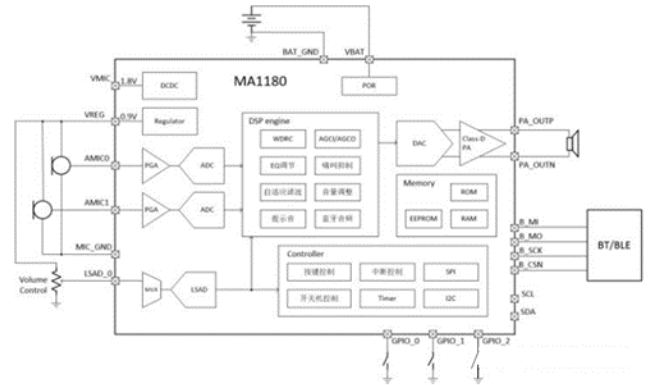 BAT_GND VBAT
VMIC 1.8V DCDC MA1180 POR
VREG 0.9V Regulator
DSP engine
WDRC AGCI/AGCO
AMIC0 PGA ADC
EQ调节 啸叫控制
DAC Class-D PA
PA_OUTP
PA_OUTN
自适应滤波 音量调整
AMIC1 PGA ADC
提示音 蓝牙音频
Memory
ROM
EEPROM RAM
MIC_GND
B_MI
B_MO
B_SCK
B_CSN
BT/BLE
Controller
LSAD_0 MUX LSAD
Volume Control
按键控制 中断控制 SPI
开关机控制 Timer I2C
SCL
SDA
GPIO_0 GPIO_1 GPIO_2